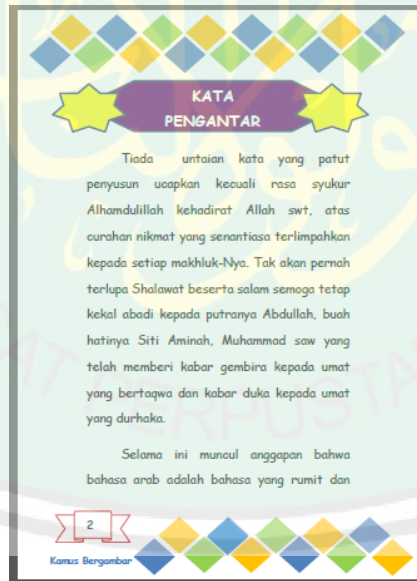 KATA
PENGANTAR
Tiada untaian kata yang patut
penyusun ucapkan kecuali rasa syukur
Alhamdulillah kehadirat Allah swt, atas
curahan nikmat yang senantiasa terlimpahkan
kepada setiap makhluk-Nya. Tak akan pernah
terlupa Shalawat beserta salam semoga tetap
kekal abadi kepada putranya Abdullah, buah
hatinya Siti Aminah, Muhammad saw yang
telah memberi kabar gembira kepada umat
yang bertaqwa dan kabar duka kepada umat
yang durhaka.
Selama ini muncul anggapan bahwa
bahasa arab adalah bahasa yang rumit dan
2
Kamus Bergambar